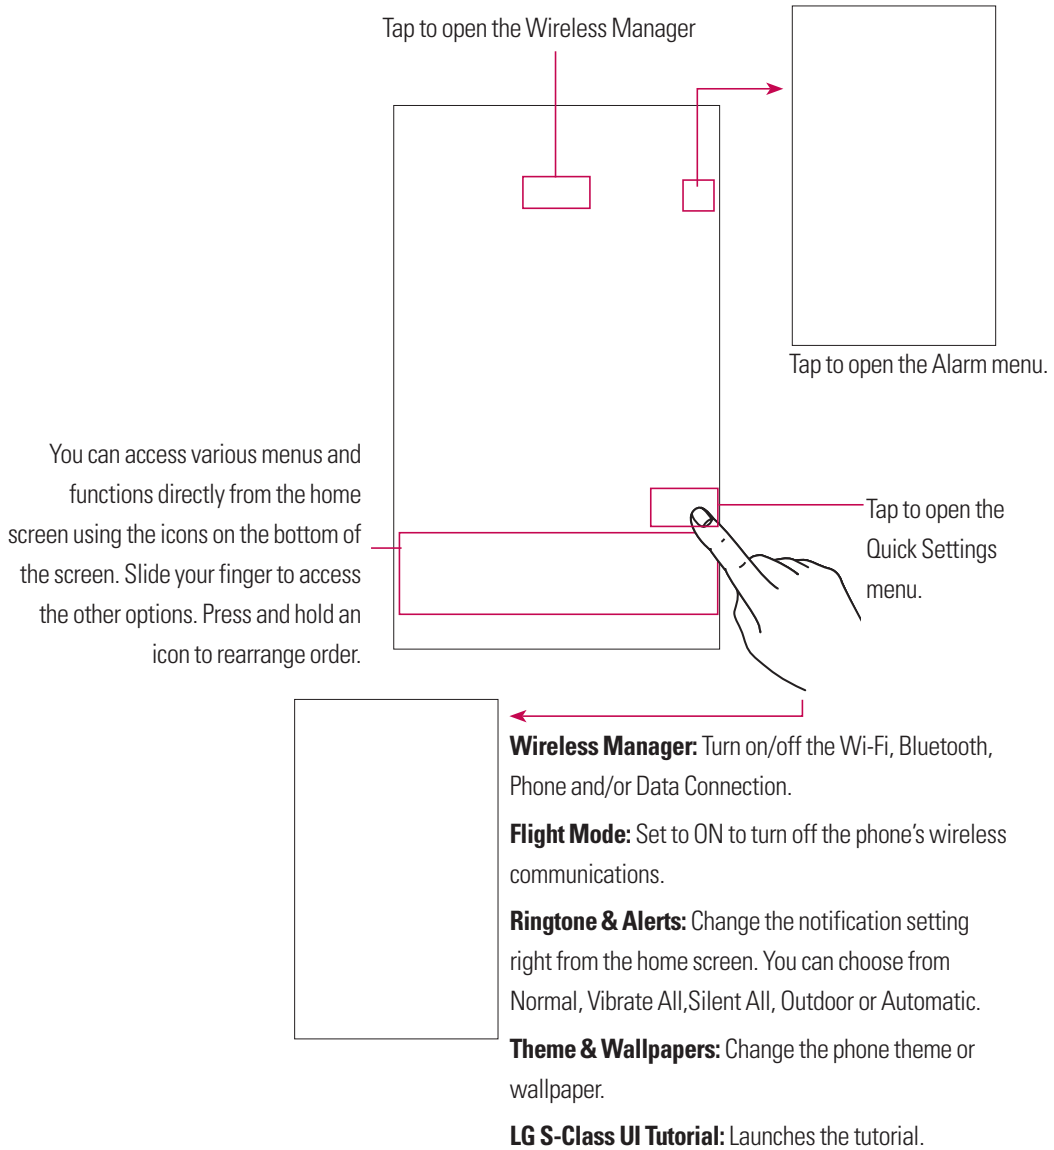 Tap to open the Wireless Manager
Tap to open the Alarm menu.
You can access various menus and
functions directly from the home
screen using the icons on the bottom of
the screen. Slide your finger to access
the other options. Press and hold an
icon to rearrange order.
Tap to open the
Quick Settings
menu.
Wireless Manager: Turn on/off the Wi-Fi, Bluetooth,
Phone and/or Data Connection.
Flight Mode: Set to ON to turn off the phone's wireless
communications.
Ringtone & Alerts: Change the notification setting
right from the home screen. You can choose from
Normal, Vibrate All,Silent All, Outdoor or Automatic.
Theme & Wallpapers: Change the phone theme or
wallpaper.
LG S-Class UI Tutorial: Launches the tutorial.